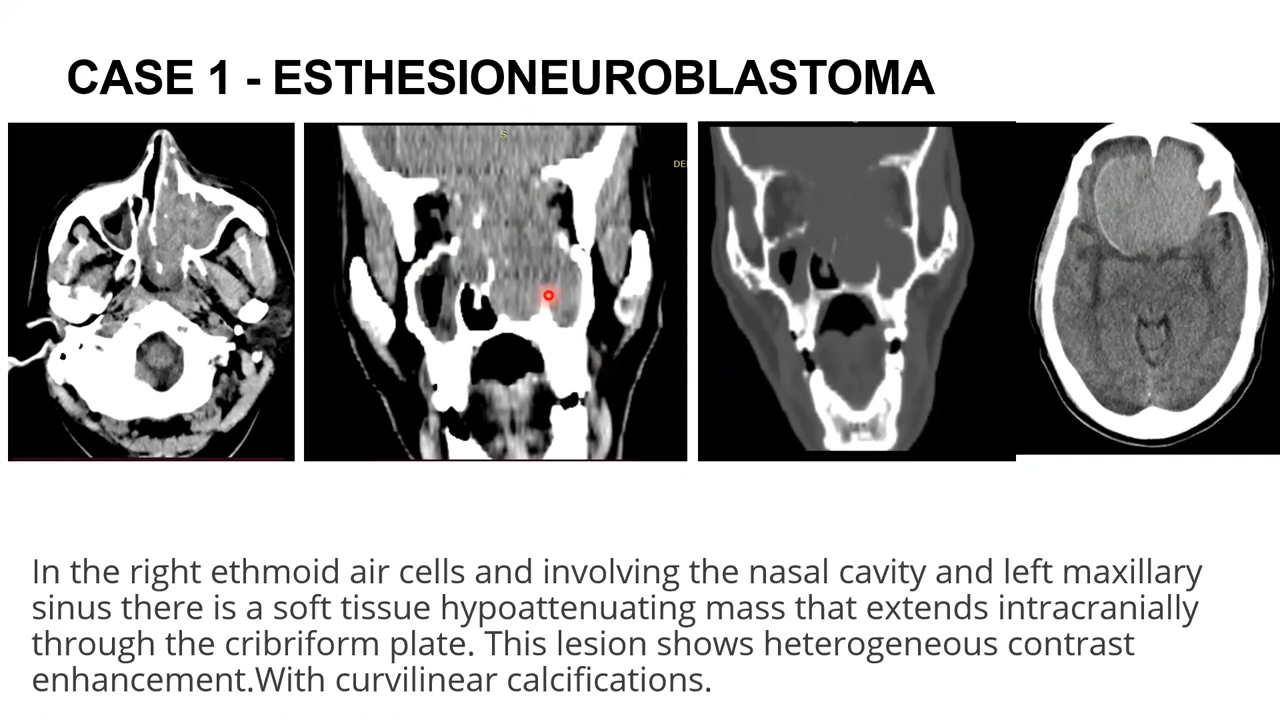 CASE 1 - ESTHESIONEUROBLASTOMA
S
DE
In the right ethmoid air cells and involving the nasal cavity and left maxillary
sinus there is a soft tissue hypoattenuating mass that extends intracranially
through the cribriform plate. This lesion shows heterogeneous contrast
enhancement.With curvilinear calcifications.